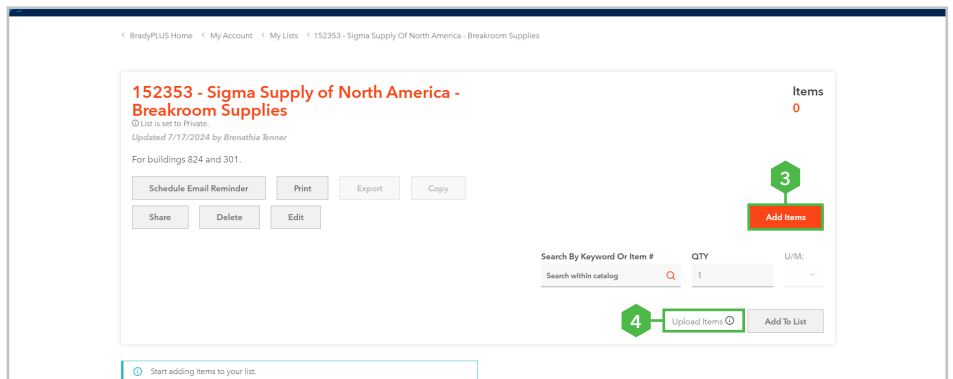 < BradyPLUS Home < My Account < My Lists < 152353 - Sigma Supply Of North America - Breakroom Supplies
152353 - Sigma Supply of North America -
Breakroom Supplies
List is set to Private.
Updated 7/17/2024 by Brenathia Tenner
For buildings 824 and 301.
Items
0
Schedule Email Reminder Print Export Copy
Share Delete Edit
3
Add Items
Search By Keyword Or Item # QTY U/M:
Search within catalog 1
4 Upload Items Add To List
Start adding items to your list.